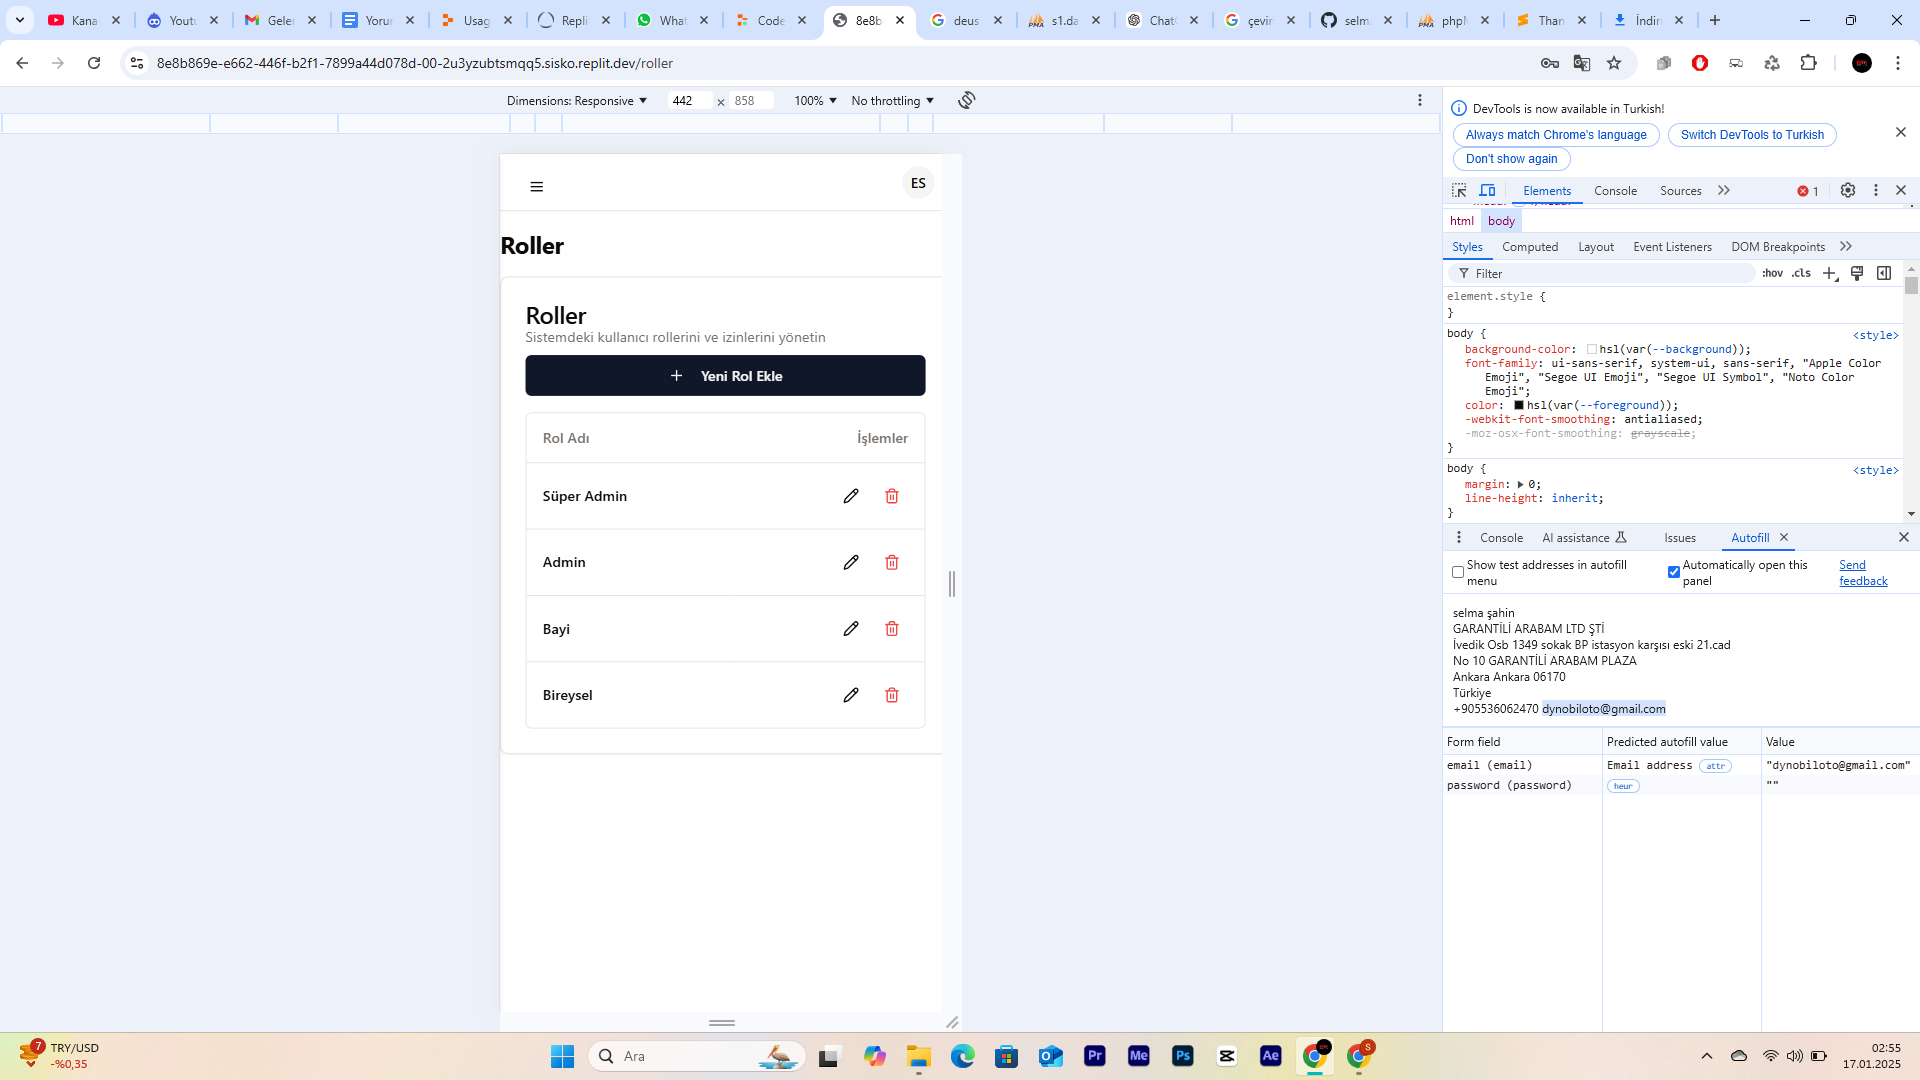 Kana
Youtu
Geler
Yorur
Usag
Repli
What
Code
8e8b
deus
s1.da
Chat
çevir
selm
phpl
Than
İndir
8e8b869e-e662-446f-b2f1-7899a44d078d-00-2u3yzubtsmqq5.sisko.replit.dev/roller
Dimensions: Responsive
442 × 858
100%
No throttling
ES
Roller
Roller
Sistemdeki kullanıcı rollerini ve izinlerini yönetin
+ Yeni Rol Ekle
Rol Adı İşlemler
Süper Admin
Admin
Bayi
Bireysel
DevTools is now available in Turkish!
Always match Chrome's language
Switch DevTools to Turkish
Don't show again
Elements Console Sources 1
html body
Styles Computed Layout Event Listeners DOM Breakpoints
Filter :hov .cls
element.style {
}
body { <style>
background-color: hsl(var(--background));
font-family: ui-sans-serif, system-ui, sans-serif, "Apple Color
Emoji", "Segoe UI Emoji", "Segoe UI Symbol", "Noto Color
Emoji";
color: hsl(var(--foreground));
-webkit-font-smoothing: antialiased;
-moz-osx-font-smoothing: grayscale;
}
body { <style>
margin: 0;
line-height: inherit;
}
Console AI assistance Issues Autofill
Show test addresses in autofill
menu
Automatically open this
panel
Send
feedback
selma şahin
GARANTİLİ ARABAM LTD ŞTİ
İvedik Osb 1349 sokak BP istasyon karşısı eski 21.cad
No 10 GARANTİLİ ARABAM PLAZA
Ankara Ankara 06170
Türkiye
+905536062470 dynobiloto@gmail.com
Form field Predicted autofill value Value
email (email) Email address attr "dynobiloto@gmail.com"
password (password) heur ""
7
TRY/USD
-%0,35
Ara
Pr
Me
Ps
Ae
S
02:55
17.01.2025